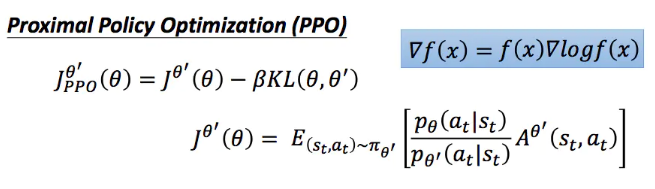 Proximal Policy Optimization (PPO)
∇f(x) = f(x)∇logf(x)
J^{θ′}_{PPO}(θ) = J^{θ′}(θ) − βKL(θ, θ′)
J^{θ′}(θ) = E_{(s_t,a_t)~π_{θ′}} [ p_θ(a_t|s_t) / p_{θ′}(a_t|s_t) A^{θ′}(s_t, a_t) ]